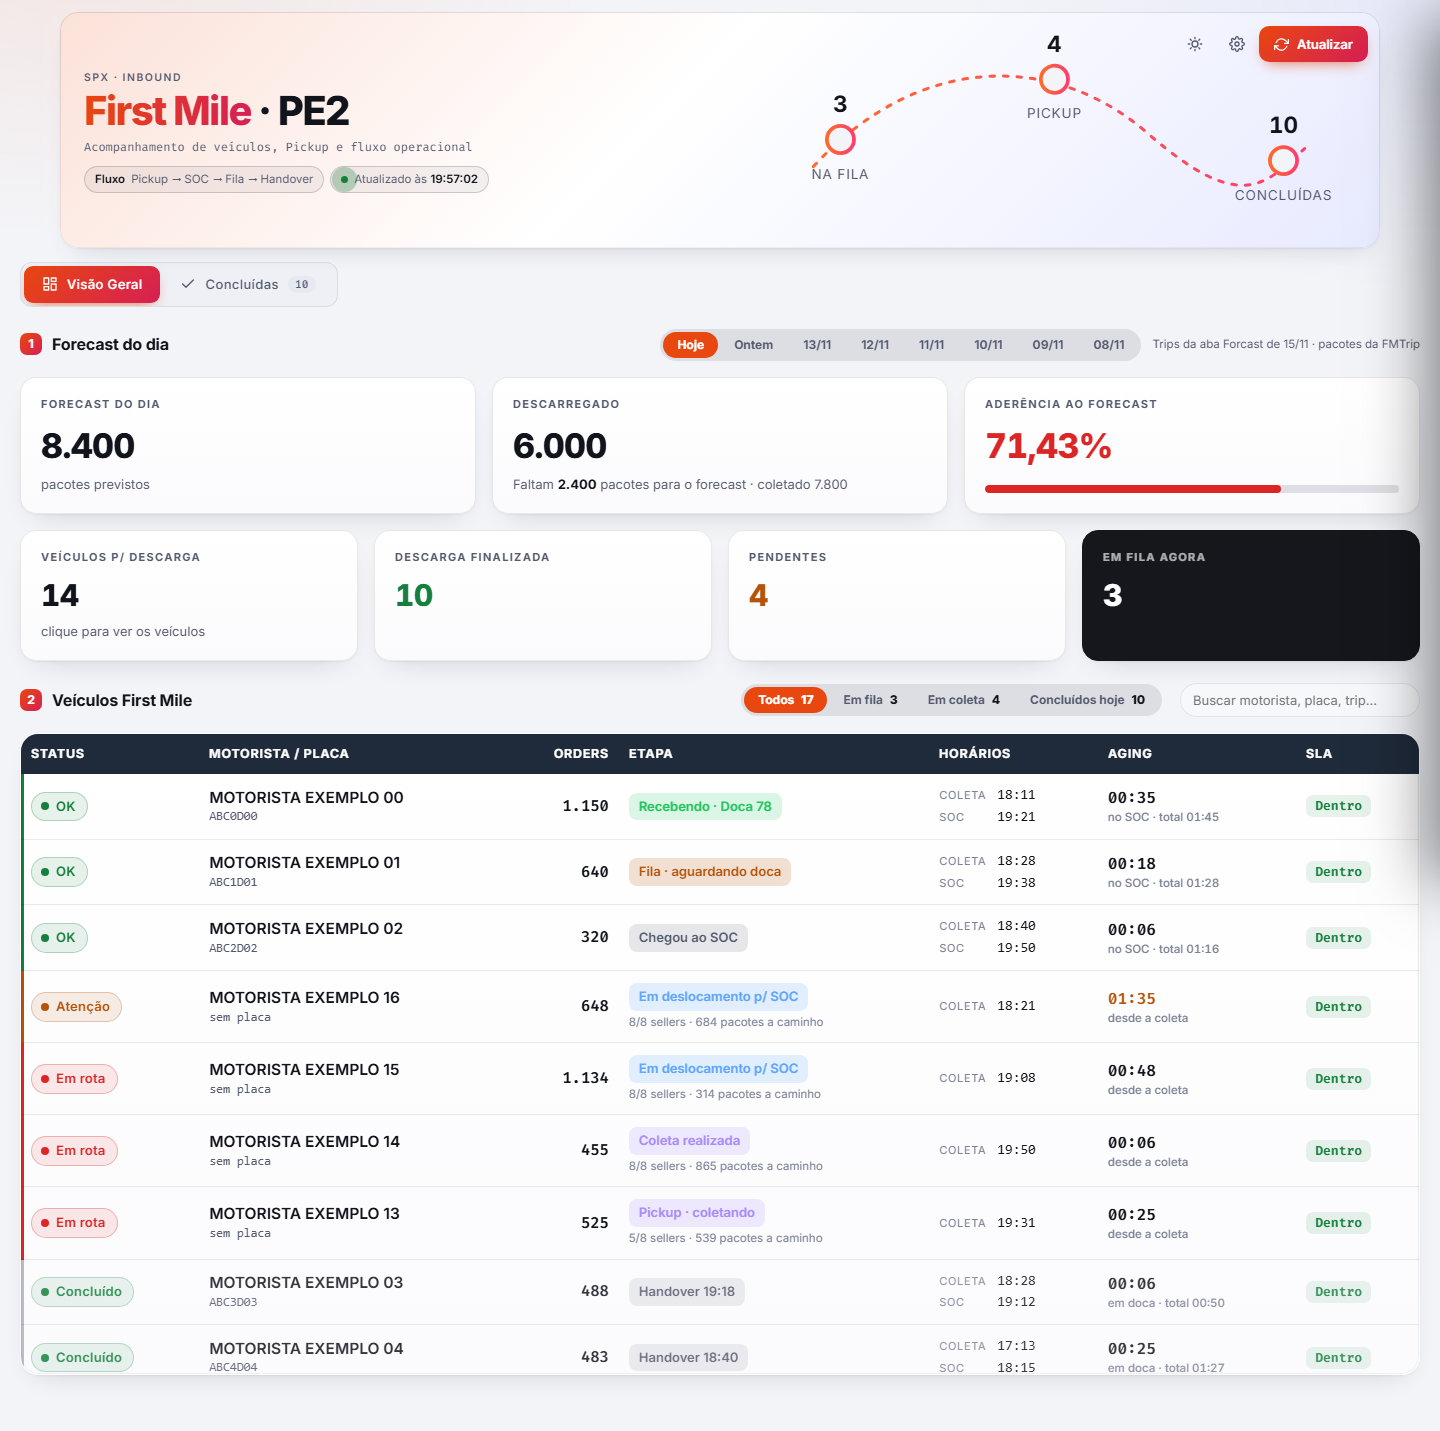 SPX · INBOUND
First Mile · PE2
Acompanhamento de veículos, Pickup e fluxo operacional
Fluxo Pickup → SOC → Fila → Handover
Atualizado às 19:57:02
3
NA FILA
4
PICKUP
10
CONCLUÍDAS
Atualizar
Visão Geral
Concluídas 10
1 Forecast do dia
Hoje Ontem 13/11 12/11 11/11 10/11 09/11 08/11
Trips da aba Forcast de 15/11 · pacotes da FMTrip
FORECAST DO DIA
8.400
pacotes previstos
DESCARREGADO
6.000
Faltam 2.400 pacotes para o forecast · coletado 7.800
ADERÊNCIA AO FORECAST
71,43%
VEÍCULOS P/ DESCARGA
14
clique para ver os veículos
DESCARGA FINALIZADA
10
PENDENTES
4
EM FILA AGORA
3
2 Veículos First Mile
Todos 17 Em fila 3 Em coleta 4 Concluídos hoje 10
Buscar motorista, placa, trip...
STATUS MOTORISTA / PLACA ORDERS ETAPA HORÁRIOS AGING SLA
OK MOTORISTA EXEMPLO 00 1.150 Recebendo · Doca 78 COLETA 18:11 00:35 Dentro
ABC0D00 SOC 19:21 no SOC · total 01:45
OK MOTORISTA EXEMPLO 01 640 Fila · aguardando doca COLETA 18:28 00:18 Dentro
ABC1D01 SOC 19:38 no SOC · total 01:28
OK MOTORISTA EXEMPLO 02 320 Chegou ao SOC COLETA 18:40 00:06 Dentro
ABC2D02 SOC 19:50 no SOC · total 01:16
Atenção MOTORISTA EXEMPLO 16 648 Em deslocamento p/ SOC COLETA 18:21 01:35 Dentro
sem placa 8/8 sellers · 684 pacotes a caminho desde a coleta
Em rota MOTORISTA EXEMPLO 15 1.134 Em deslocamento p/ SOC COLETA 19:08 00:48 Dentro
sem placa 8/8 sellers · 314 pacotes a caminho desde a coleta
Em rota MOTORISTA EXEMPLO 14 455 Coleta realizada COLETA 19:50 00:06 Dentro
sem placa 8/8 sellers · 865 pacotes a caminho desde a coleta
Em rota MOTORISTA EXEMPLO 13 525 Pickup · coletando COLETA 19:31 00:25 Dentro
sem placa 5/8 sellers · 539 pacotes a caminho desde a coleta
Concluído MOTORISTA EXEMPLO 03 488 Handover 19:18 COLETA 18:28 00:06 Dentro
ABC3D03 SOC 19:12 em doca · total 00:50
Concluído MOTORISTA EXEMPLO 04 483 Handover 18:40 COLETA 17:13 00:25 Dentro
ABC4D04 SOC 18:15 em doca · total 01:27